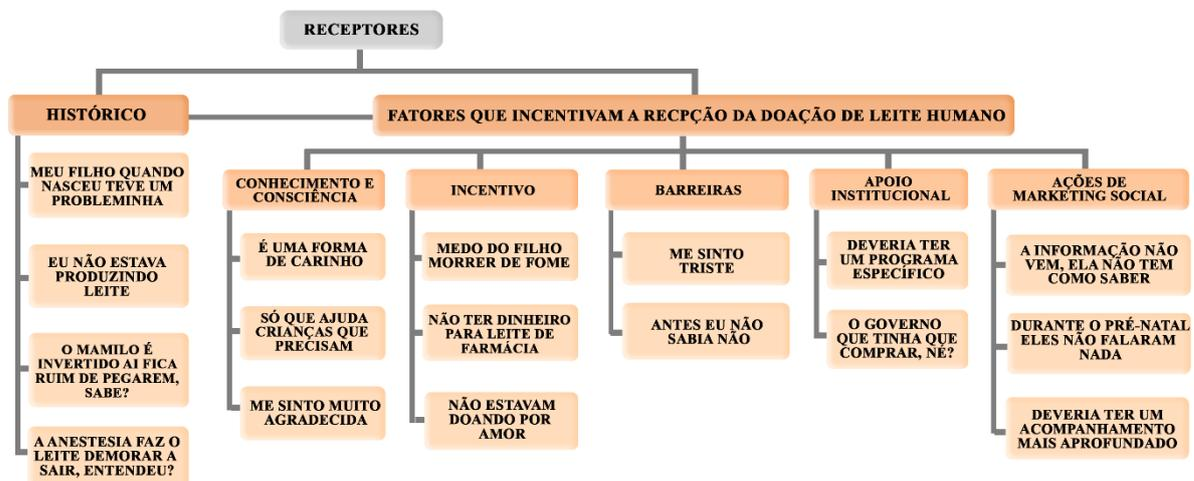 RECEPTORES
HISTÓRICO
FATORES QUE INCENTIVAM A RECPÇÃO DA DOAÇÃO DE LEITE HUMANO
MEU FILHO QUANDO
NASCEU TEVE UM
PROBLEMINHA
EU NÃO ESTAVA
PRODUZINDO
LEITE
O MAMILO É
INVERTIDO AI FICA
RUIM DE PEGAREM,
SABE?
A ANESTESIA FAZ O
LEITE DEMORAR A
SAIR, ENTENDEU?
CONHECIMENTO E
CONSCIÊNCIA
É UMA FORMA
DE CARINHO
SÓ QUE AJUDA
CRIANÇAS QUE
PRECISAM
ME SINTO MUITO
AGRADECIDA
INCENTIVO
MEDO DO FILHO
MORRER DE FOME
NÃO TER DINHEIRO
PARA LEITE DE
FARMÁCIA
NÃO ESTAVAM
DOANDO POR
AMOR
BARREIRAS
ME SINTO
TRISTE
ANTES EU NÃO
SABIA NÃO
APOIO
INSTITUCIONAL
DEVERIA TER
UM PROGRAMA
ESPECÍFICO
O GOVERNO
QUE TINHA QUE
COMPRAR, NÉ?
AÇÕES DE
MARKETING SOCIAL
A INFORMAÇÃO NÃO
VEM, ELA NÃO TEM
COMO SABER
DURANTE O PRÉ-NATAL
ELES NÃO FALARAM
NADA
DEVERIA TER UM
ACOMPANHAMENTO
MAIS APROFUNDADO